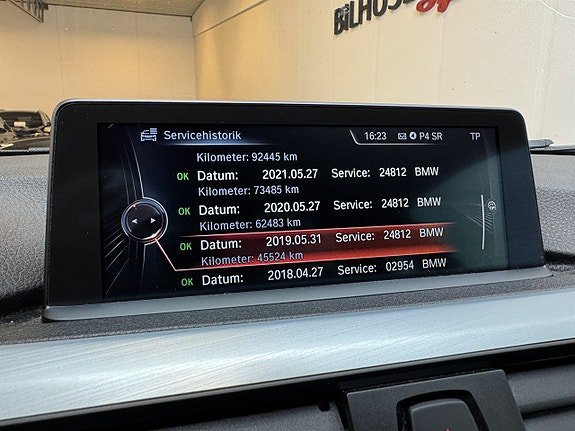 BILHUSE
Servicehistorik 16:23 P4 SR TP
Kilometer: 92445 km
OK Datum: 2021.05.27 Service: 24812 BMW
Kilometer: 73485 km
OK Datum: 2020.05.27 Service: 24812 BMW
Kilometer: 62483 km
OK Datum: 2019.05.31 Service: 24812 BMW
Kilometer: 45524 km
OK Datum: 2018.04.27 Service: 02954 BMW